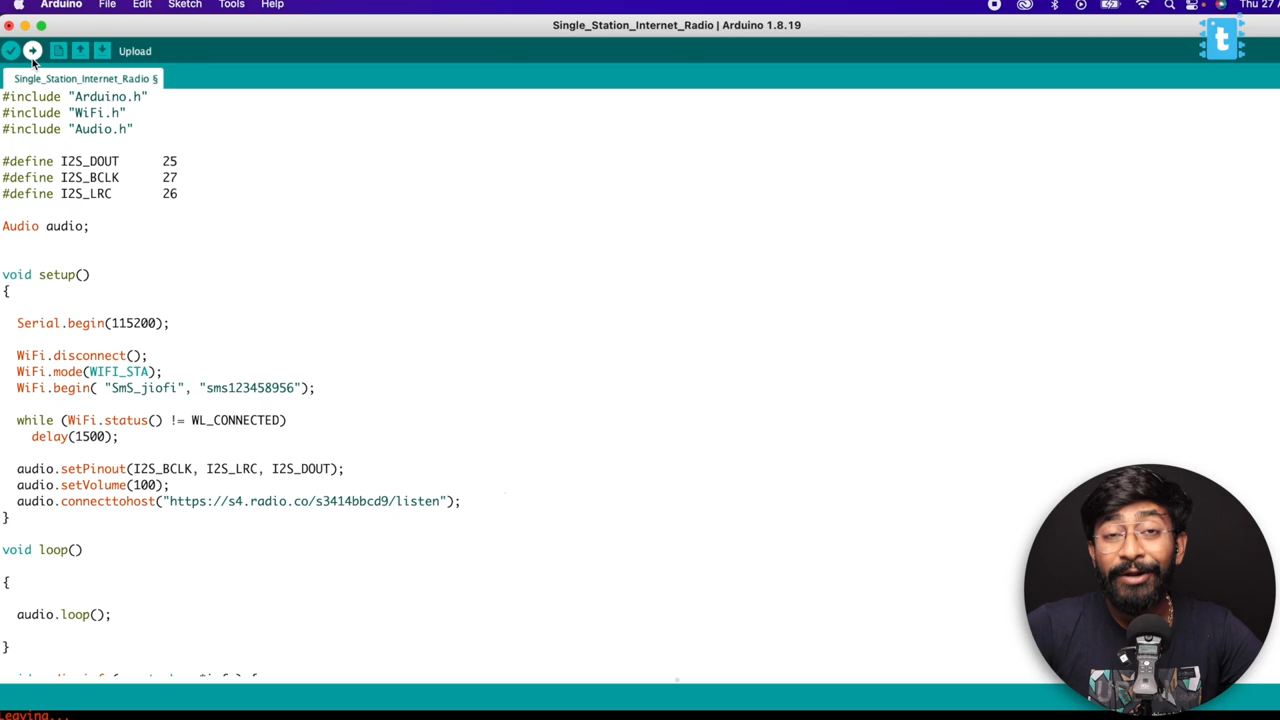 Arduino File Edit Sketch Tools Help Thu 27
Single_Station_Internet_Radio | Arduino 1.8.19
Upload
t
Single_Station_Internet_Radio §
#include "Arduino.h"
#include "WiFi.h"
#include "Audio.h"
#define I2S_DOUT 25
#define I2S_BCLK 27
#define I2S_LRC 26
Audio audio;
void setup()
{
Serial.begin(115200);
WiFi.disconnect();
WiFi.mode(WIFI_STA);
WiFi.begin( "SmS_jiofi", "sms123458956");
while (WiFi.status() != WL_CONNECTED)
delay(1500);
audio.setPinout(I2S_BCLK, I2S_LRC, I2S_DOUT);
audio.setVolume(100);
audio.connecttohost("https://s4.radio.co/s3414bbcd9/listen");
}
void loop()
{
audio.loop();
}
Leaving...